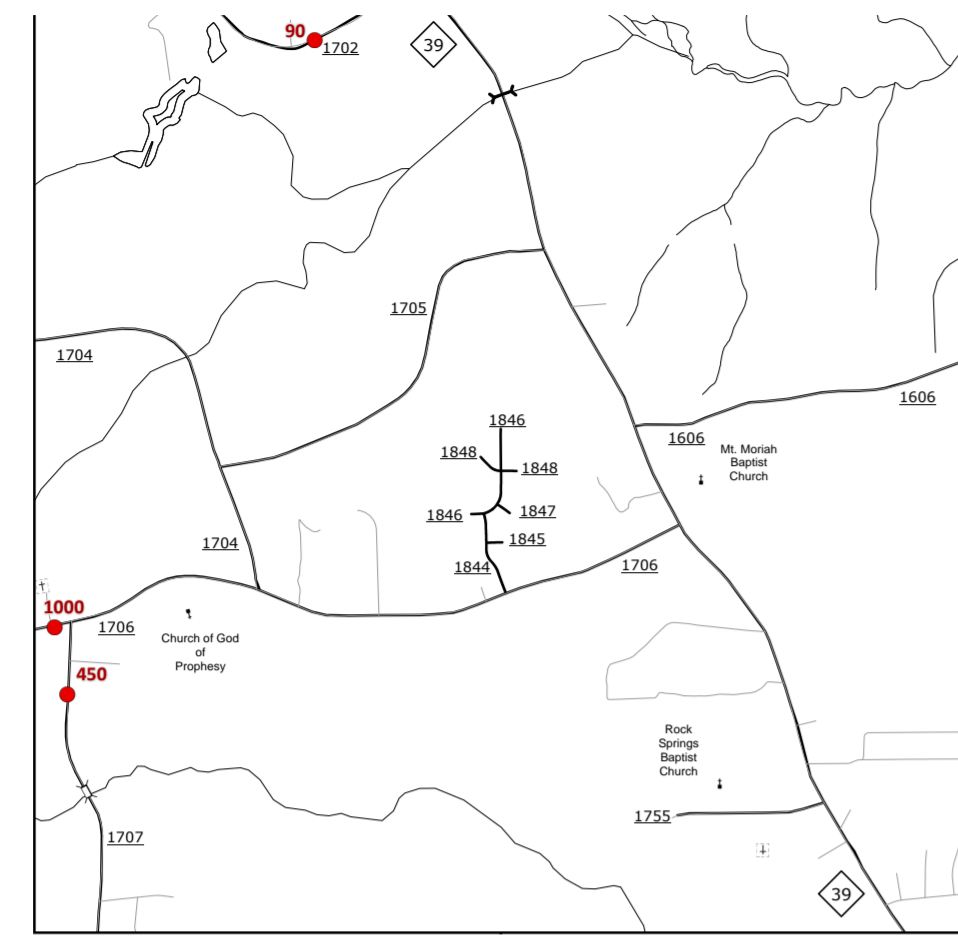 90
1702
39
1705
1704
1606
1846
1606
Mt. Moriah
Baptist
Church
1848
1848
1846
1847
1845
1704
1844
1706
1000
1706
Church of God
of
Prophesy
450
Rock
Springs
Baptist
Church
1755
1707
39